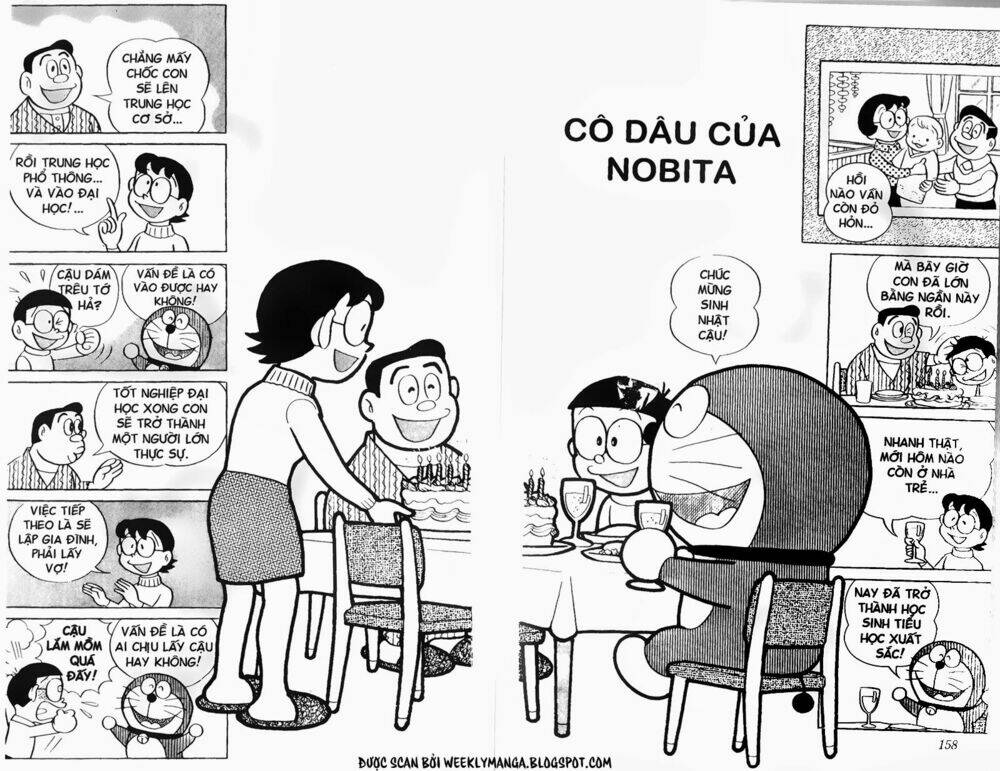 CÔ DÂU CỦA
NOBITA
HỒI
NÀO VẪN
CÒN ĐỎ
HỎN...
MÀ BÂY GIỜ
CON ĐÃ LỚN
BẰNG NGẦN NÀY
RỒI.
CHÚC
MỪNG
SINH
NHẬT
CẬU!
NHANH THẬT,
MỚI HÔM NÀO
CÒN Ở NHÀ
TRẺ...
NAY ĐÃ TRỞ
THÀNH HỌC
SINH TIỂU
HỌC XUẤT
SẮC!
158
CHẲNG MẤY
CHỐC CON
SẼ LÊN
TRUNG HỌC
CƠ SỞ...
RỒI TRUNG HỌC
PHỔ THÔNG...
VÀ VÀO ĐẠI
HỌC!...
VẤN ĐỀ LÀ CÓ
VÀO ĐƯỢC HAY
KHÔNG!
CẬU DÁM
TRÊU TỚ
HẢ?
TỐT NGHIỆP ĐẠI
HỌC XONG CON
SẼ TRỞ THÀNH
MỘT NGƯỜI LỚN
THỰC SỰ.
VIỆC TIẾP
THEO LÀ SẼ
LẬP GIA ĐÌNH,
PHẢI LẤY
VỢ!
VẤN ĐỀ LÀ CÓ
AI CHỊU LẤY CẬU
HAY KHÔNG!
CẬU
LẮM MỒM
QUÁ
ĐẤY!
ĐƯỢC SCAN BỞI WEEKLYMANGA.BLOGSPOT.COM